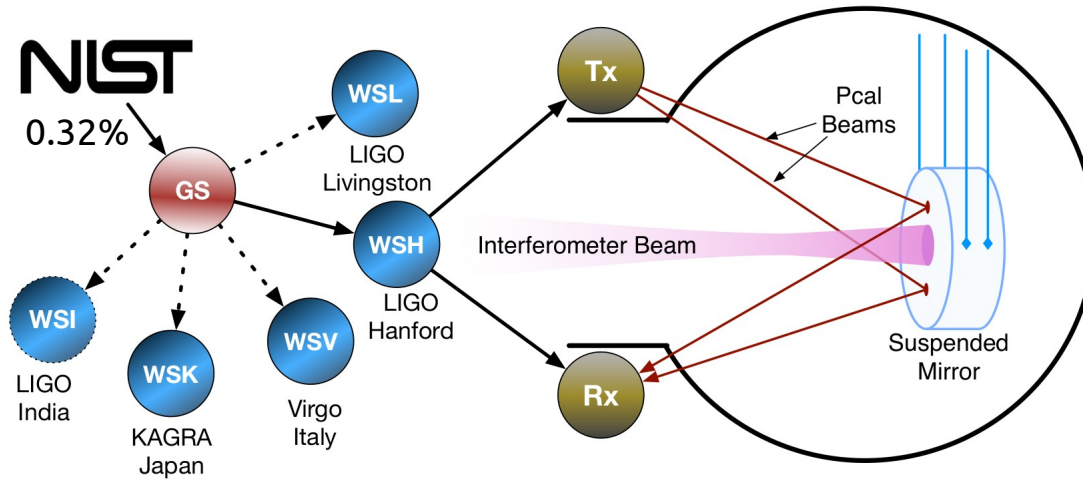 NIST
0.32%
GS
WSL
LIGO
Livingston
WSH
LIGO
Hanford
WSI
LIGO
India
WSK
KAGRA
Japan
WSV
Virgo
Italy
Tx
Rx
Pcal
Beams
Interferometer Beam
Suspended
Mirror